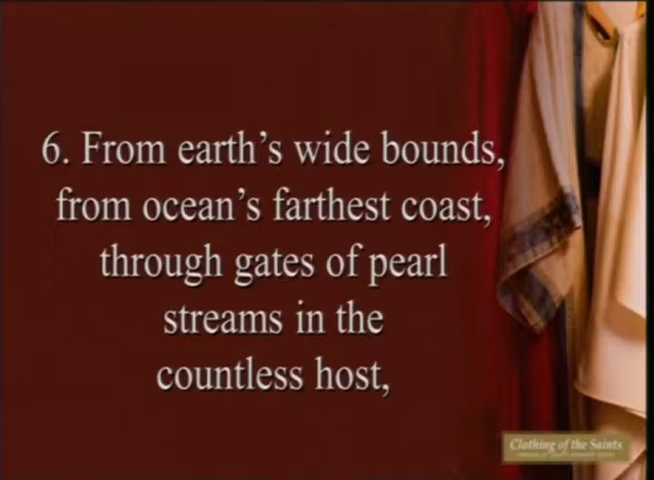 6. From earth's wide bounds,
from ocean's farthest coast,
through gates of pearl
streams in the
countless host,
Clothing of the Saints